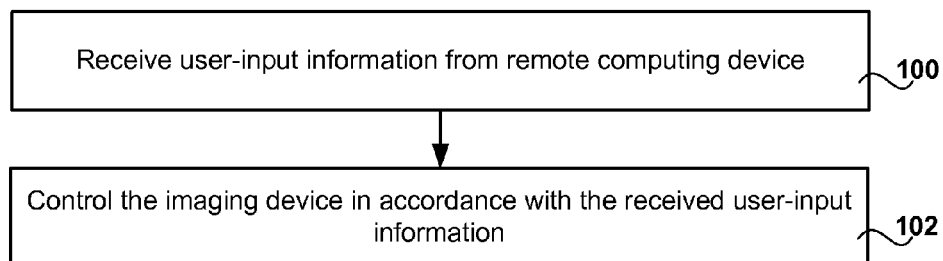 Receive user-input information from remote computing device
100
Control the imaging device in accordance with the received user-input
information
102